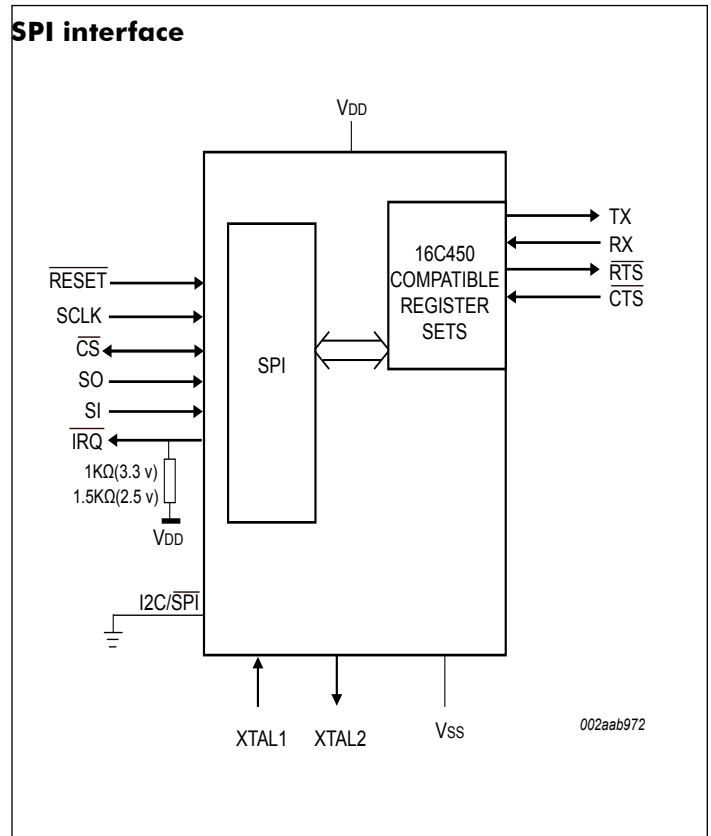 SPI interface
VDD
RESET
SCLK
CS
SO
SI
IRQ
1KΩ(3.3 v)
1.5KΩ(2.5 v)
VDD
I2C/SPI
SPI
16C450
COMPATIBLE
REGISTER
SETS
TX
RX
RTS
CTS
XTAL1
XTAL2
VSS
002aab972